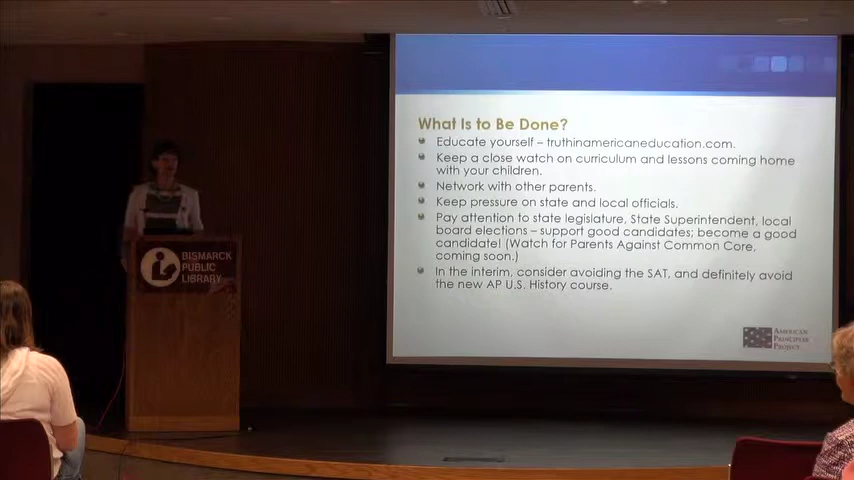 What Is to Be Done?
Educate yourself – truthinamericaneducation.com.
Keep a close watch on curriculum and lessons coming home
with your children.
Network with other parents.
Keep pressure on state and local officials.
Pay attention to state legislature, State Superintendent, local
board elections – support good candidates; become a good
candidate! (Watch for Parents Against Common Core,
coming soon.)
In the interim, consider avoiding the SAT, and definitely avoid
the new AP U.S. History course.
American
Principles
Project
BISMARCK
PUBLIC
LIBRARY